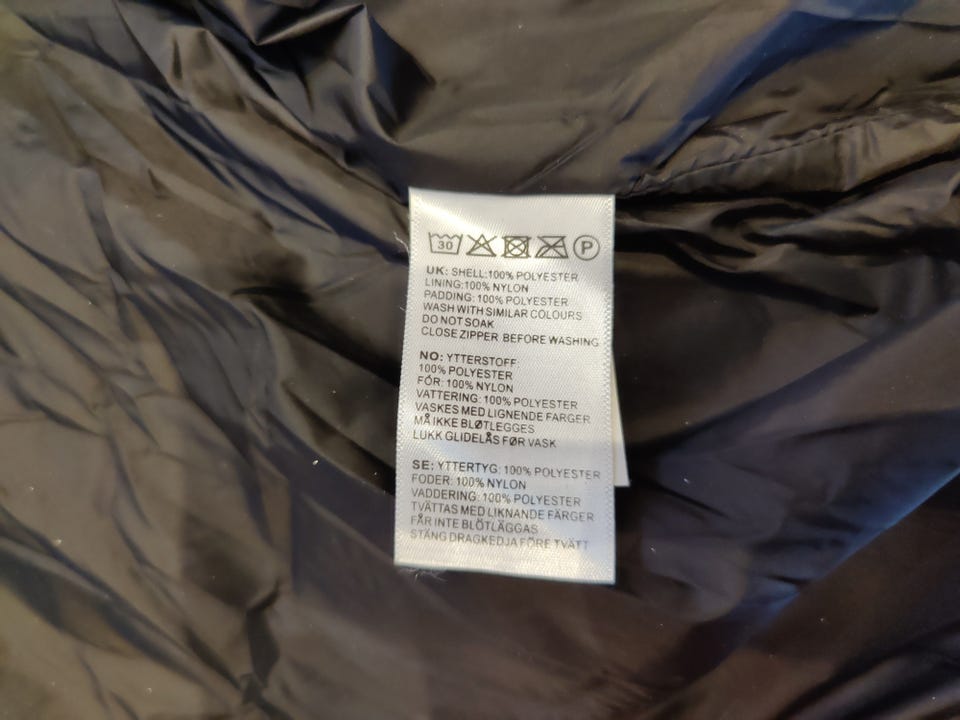 30 P
UK: SHELL:100% POLYESTER
LINING:100% NYLON
PADDING: 100% POLYESTER
WASH WITH SIMILAR COLOURS
DO NOT SOAK
CLOSE ZIPPER BEFORE WASHING
NO: YTTERSTOFF:
100% POLYESTER
FÓR: 100% NYLON
VATTERING: 100% POLYESTER
VASKES MED LIGNENDE FARGER
MÅ IKKE BLØTLEGGES
LUKK GLIDELÅS FØR VASK
SE: YTTERTYG: 100% POLYESTER
FODER: 100% NYLON
VADDERING: 100% POLYESTER
TVÄTTAS MED LIKNANDE FÄRGER
FÅR INTE BLÖTLÄGGAS
STÄNG DRAGKEDJA FÖRE TVÄTT